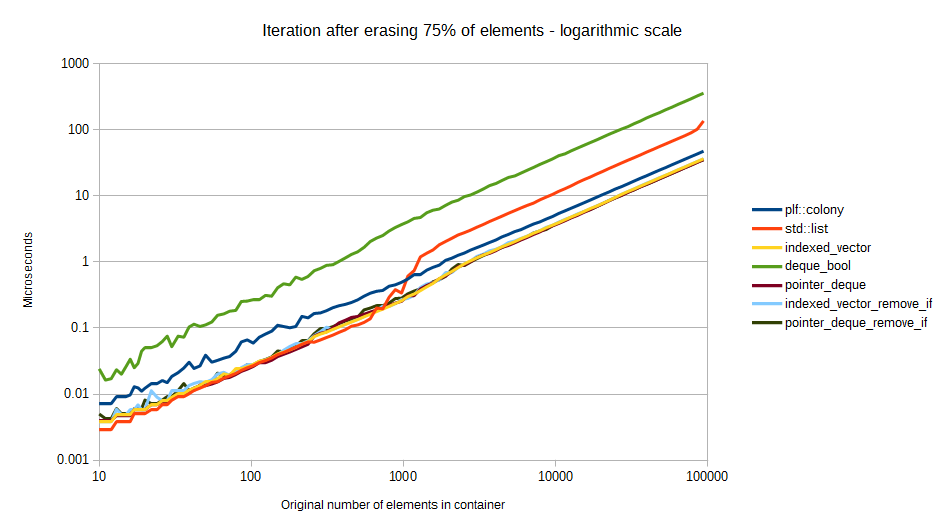 Iteration after erasing 75% of elements - logarithmic scale
1000
100
10
1
0.1
0.01
0.001
Microseconds
10
100
1000
10000
100000
Original number of elements in container
plf::colony
std::list
indexed_vector
deque_bool
pointer_deque
indexed_vector_remove_if
pointer_deque_remove_if